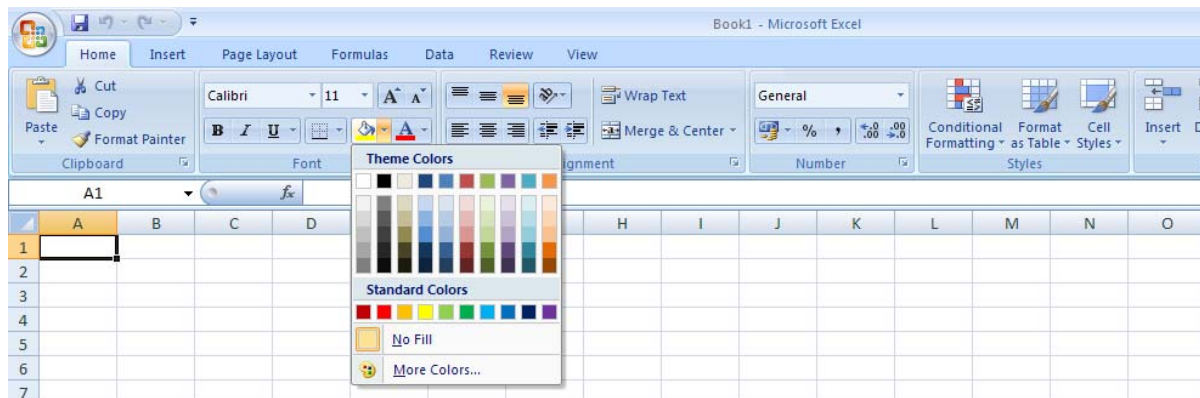 Book1 - Microsoft Excel
Home Insert Page Layout Formulas Data Review View
Cut
Copy
Format Painter
Paste
Clipboard
Calibri 11 A A
B I U A
Font
Wrap Text
Merge & Center
gnment
General
% , .00 .00
Number
Conditional Formatting
Format as Table
Cell Styles
Styles
Insert D
A1 fx
Theme Colors
Standard Colors
No Fill
More Colors...
A B C D H I J K L M N O
1
2
3
4
5
6
7